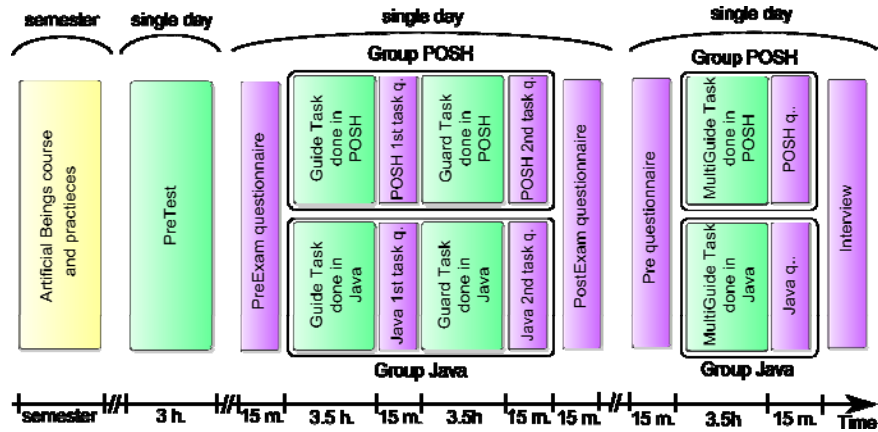 semester
single day
single day
single day
Group POSH
Group POSH
Artificial Beings course
and practieces
PreTest
PreExam questionnaire
Guide Task
done in
POSH
POSH 1st task q.
Guard Task
done in
POSH
POSH 2nd task q.
Guide Task
done in
Java
Java 1st task q.
Guard Task
done in
Java
Java 2nd task q.
PostExam questionnaire
Pre questionnaire
MultiGuide Task
done in
POSH
POSH q..
MultiGuide Task
done in
Java
Java q..
Interview
Group Java
Group Java
semester
//
3 h.
//
15 m.
3.5 h.
15 m.
3.5h
15 m.
15 m.
//
15 m.
3.5h
15 m.
Time